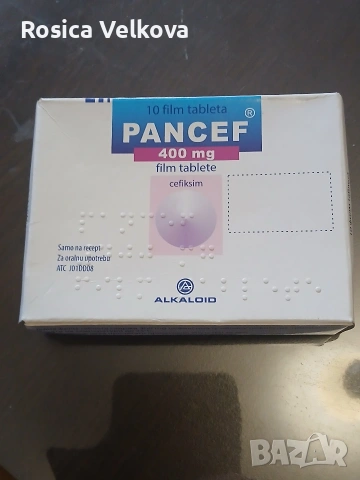 Rosica Velkova
10 film tableta
PANCEF®
400 mg
film tablete
cefiksim
Samo na recept
Za oralnu upotrebu
ATC J01DD08
ALKALOID
BAZAR